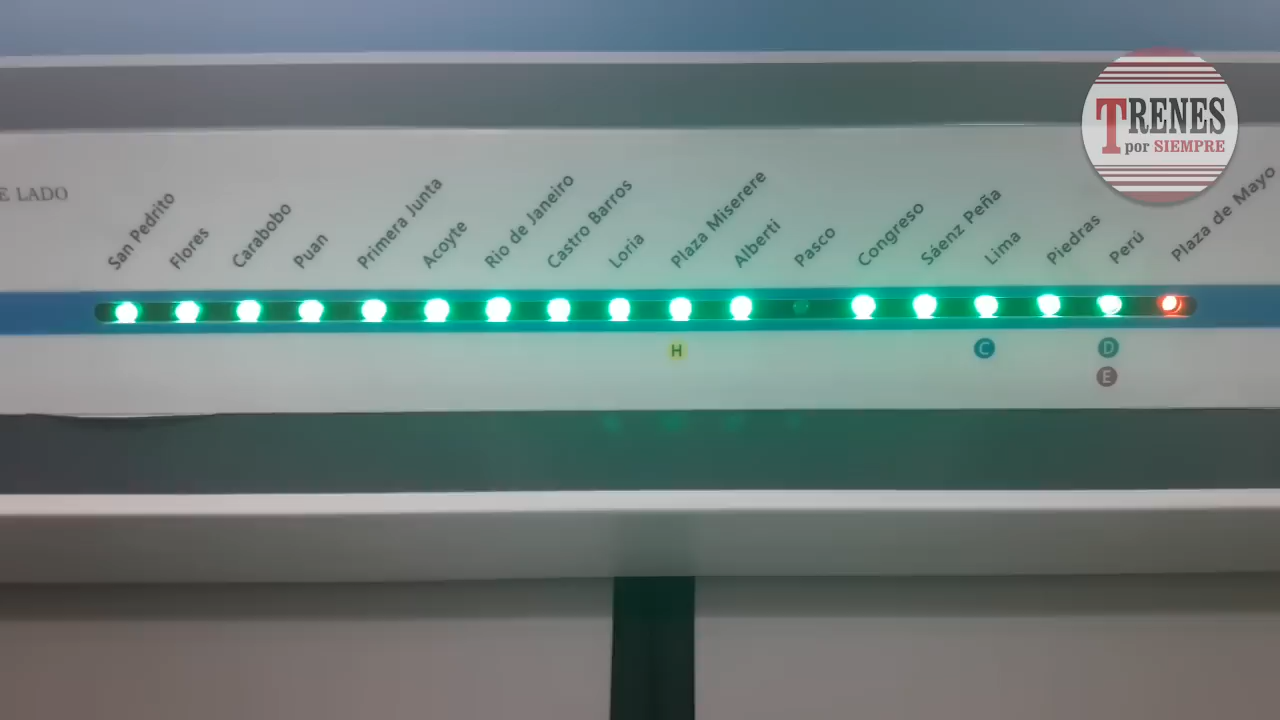 TRENES
por SIEMPRE
E LADO
San Pedrito
Flores
Carabobo
Puan
Primera Junta
Acoyte
Río de Janeiro
Castro Barros
Loria
Plaza Miserere
Alberti
Pasco
Congreso
Sáenz Peña
Lima
Piedras
Perú
Plaza de Mayo
H
C
D
E